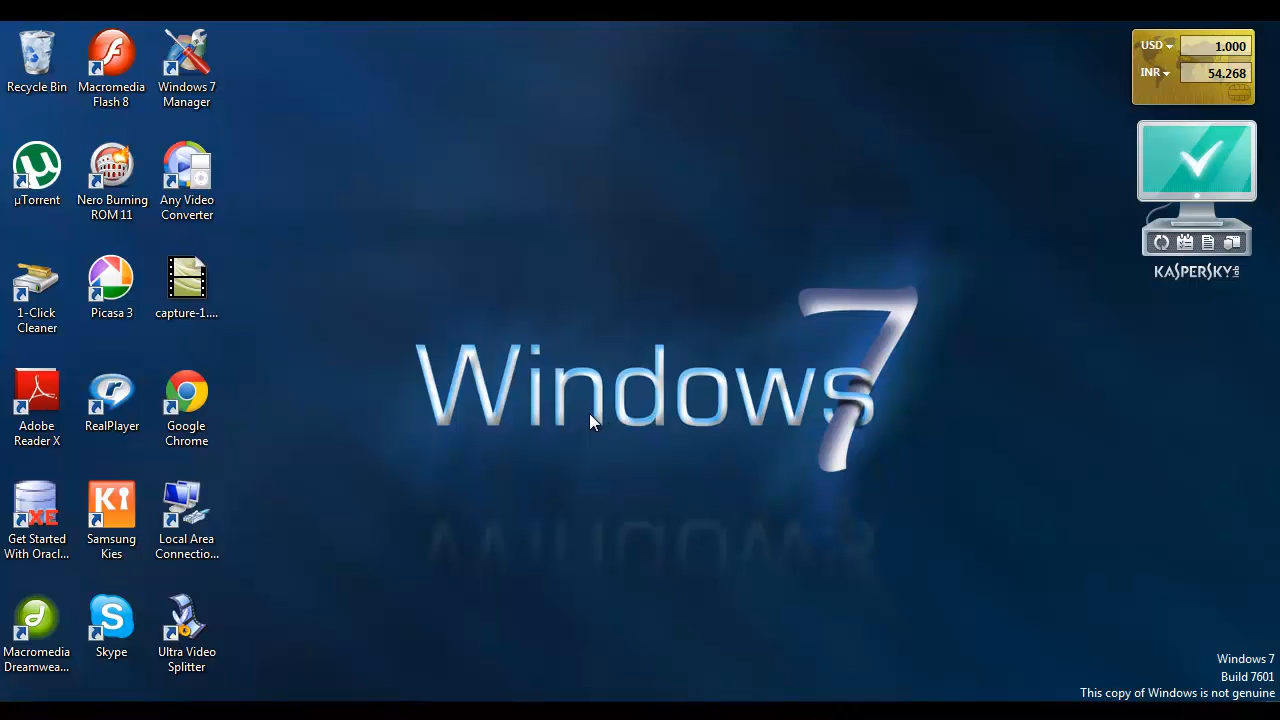 Recycle Bin
Macromedia
Flash 8
Windows 7
Manager
µTorrent
Nero Burning
ROM 11
Any Video
Converter
1-Click
Cleaner
Picasa 3
capture-1....
Adobe
Reader X
RealPlayer
Google
Chrome
XE
Get Started
With Oracl...
Samsung
Kies
Local Area
Connectio...
Macromedia
Dreamwea...
Skype
Ultra Video
Splitter
Windows 7
USD 1.000
INR 54.268
KASPERSKY LAB
Windows 7
Build 7601
This copy of Windows is not genuine